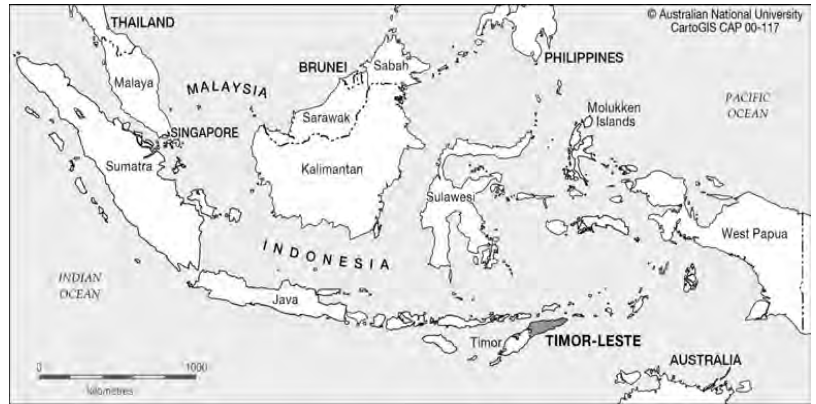 © Australian National University
CartoGIS CAP 00-117
THAILAND
PHILIPPINES
BRUNEI
Sabah
Malaya
MALAYSIA
PACIFIC
OCEAN
Molukken
Islands
Sarawak
SINGAPORE
Sumatra
Kalimantan
Sulawesi
West Papua
INDONESIA
INDIAN
OCEAN
Java
Timor
TIMOR-LESTE
AUSTRALIA
0
1000
kilometres